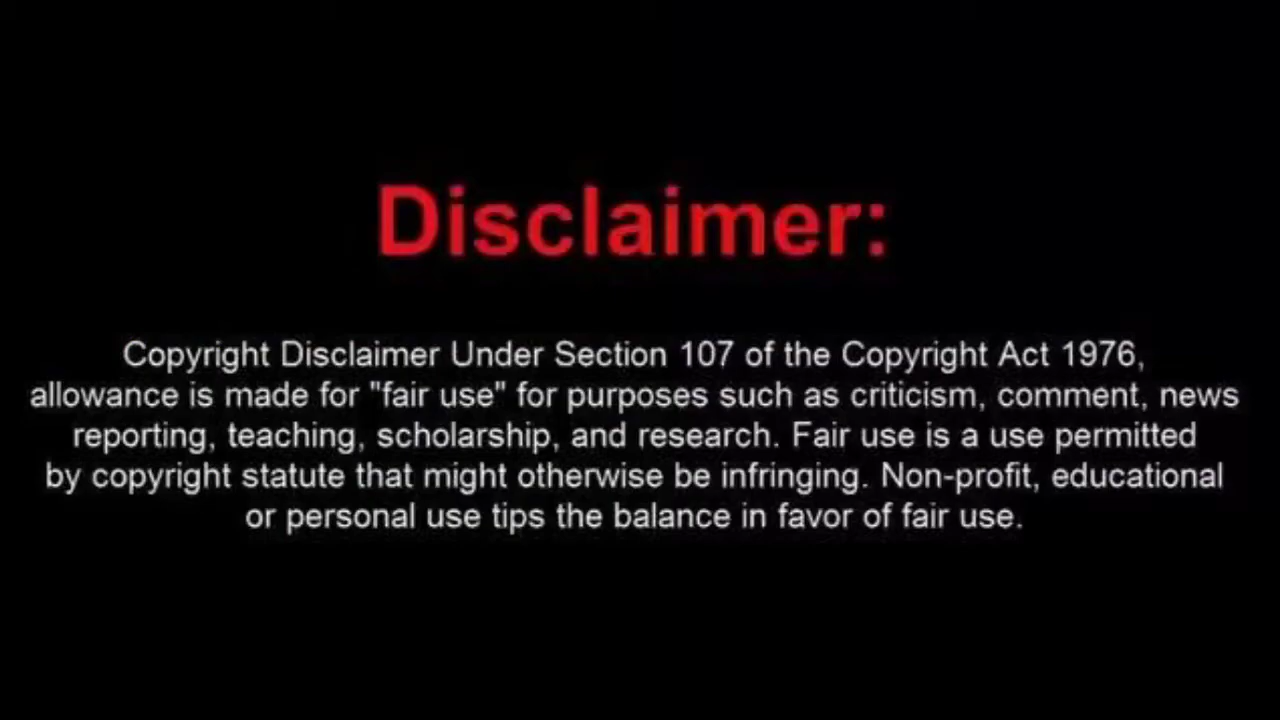 Disclaimer:
Copyright Disclaimer Under Section 107 of the Copyright Act 1976,
allowance is made for "fair use" for purposes such as criticism, comment, news
reporting, teaching, scholarship, and research. Fair use is a use permitted
by copyright statute that might otherwise be infringing. Non-profit, educational
or personal use tips the balance in favor of fair use.